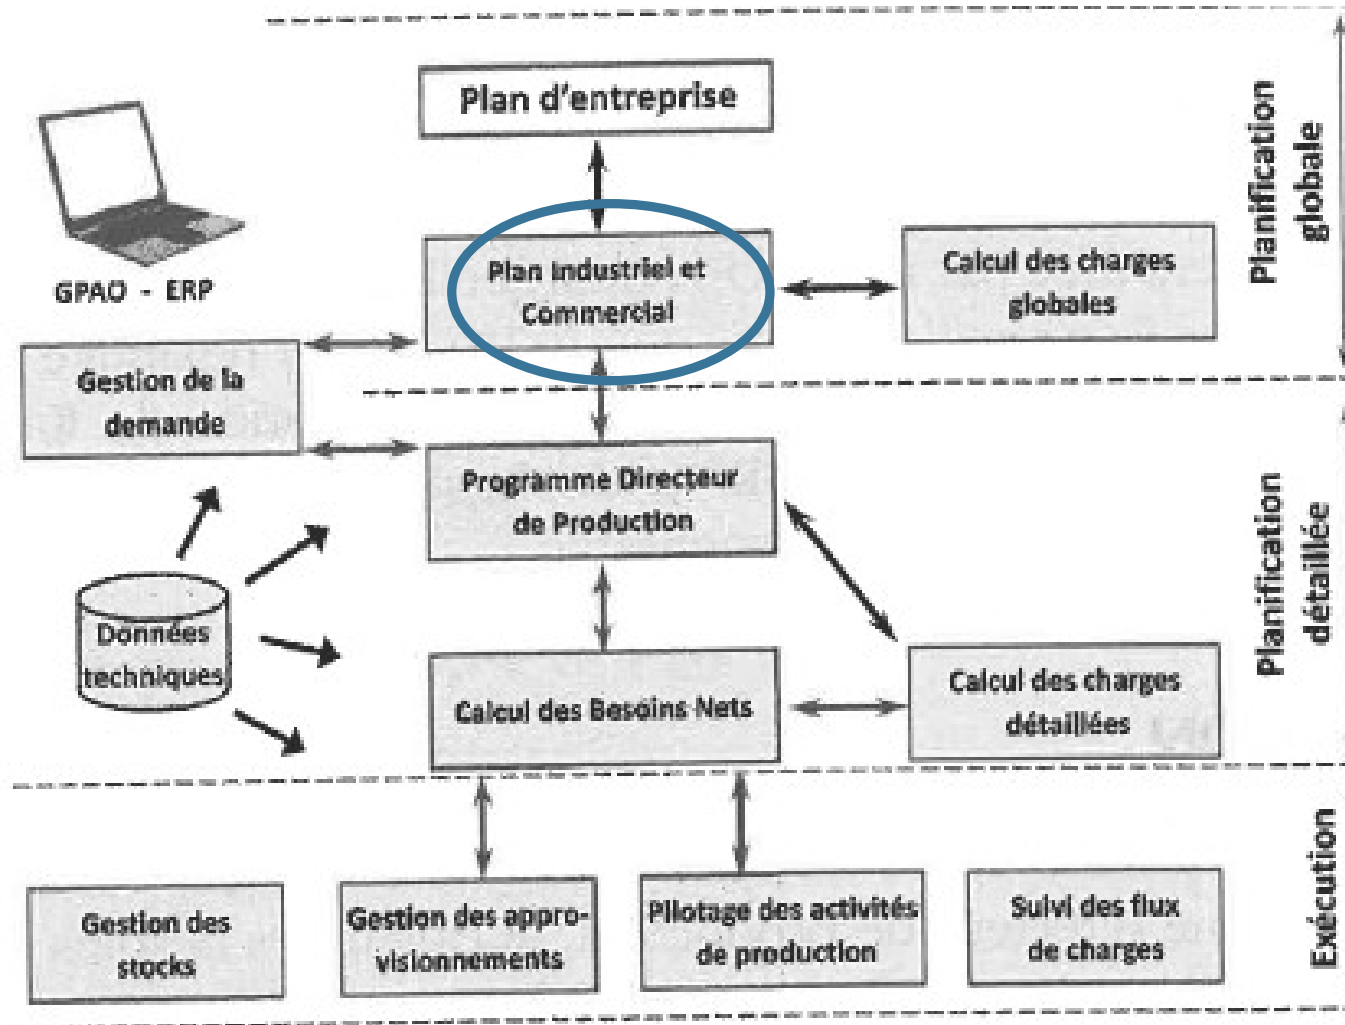 Plan d'entreprise
Planification
globale
GPAO - ERP
Plan Industriel et
Commercial
Calcul des charges
globales
Gestion de la
demande
Programme Directeur
de Production
Planification
détaillée
Données
techniques
Calcul des Besoins Nets
Calcul des charges
détaillées
Exécution
Gestion des
stocks
Gestion des appro-
visionnements
Pilotage des activités
de production
Suivi des flux
de charges